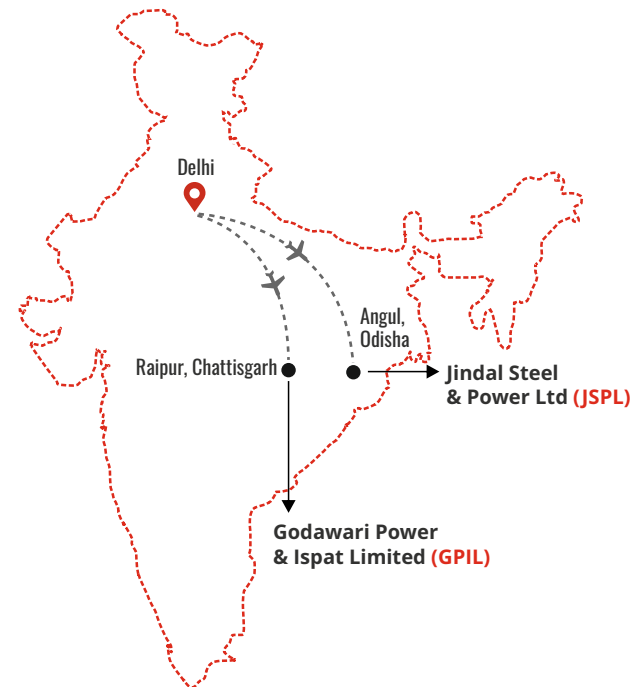 Delhi
Angul,
Odisha
Raipur, Chattisgarh
Jindal Steel
& Power Ltd (JSPL)
Godawari Power
& Ispat Limited (GPIL)